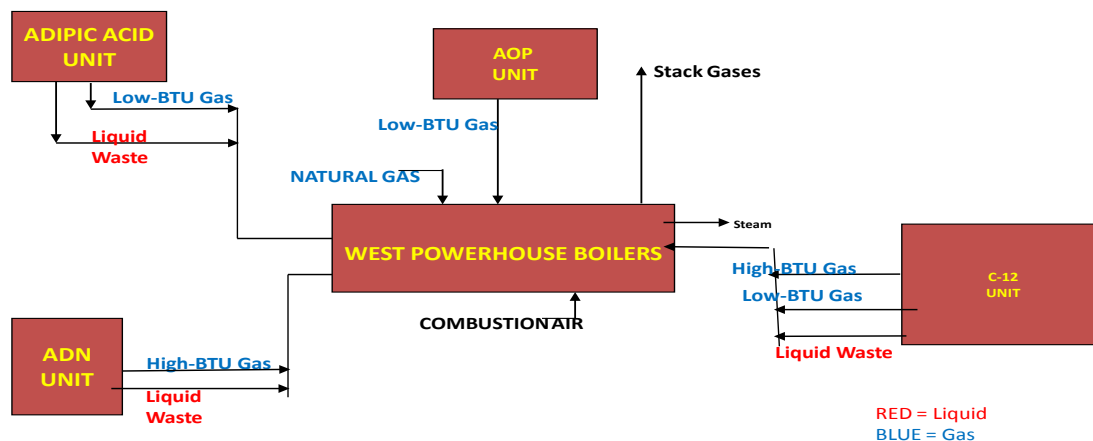 ADIPIC ACID
UNIT
AOP
UNIT
Stack Gases
Low-BTU Gas
Low-BTU Gas
Liquid
Waste
NATURAL GAS
Steam
WEST POWERHOUSE BOILERS
High-BTU Gas
C-12
UNIT
Low-BTU Gas
COMBUSTION AIR
Liquid Waste
ADN
UNIT
High-BTU Gas
Liquid
Waste
RED = Liquid
BLUE = Gas